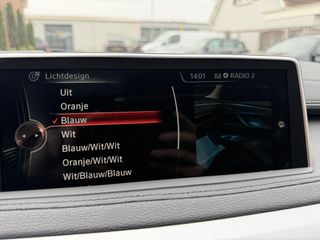 Lichtdesign
14:01 RADIO 2
Uit
Oranje
Blauw
Wit
Blauw/Wit/Wit
Oranje/Wit/Wit
Wit/Blauw/Blauw